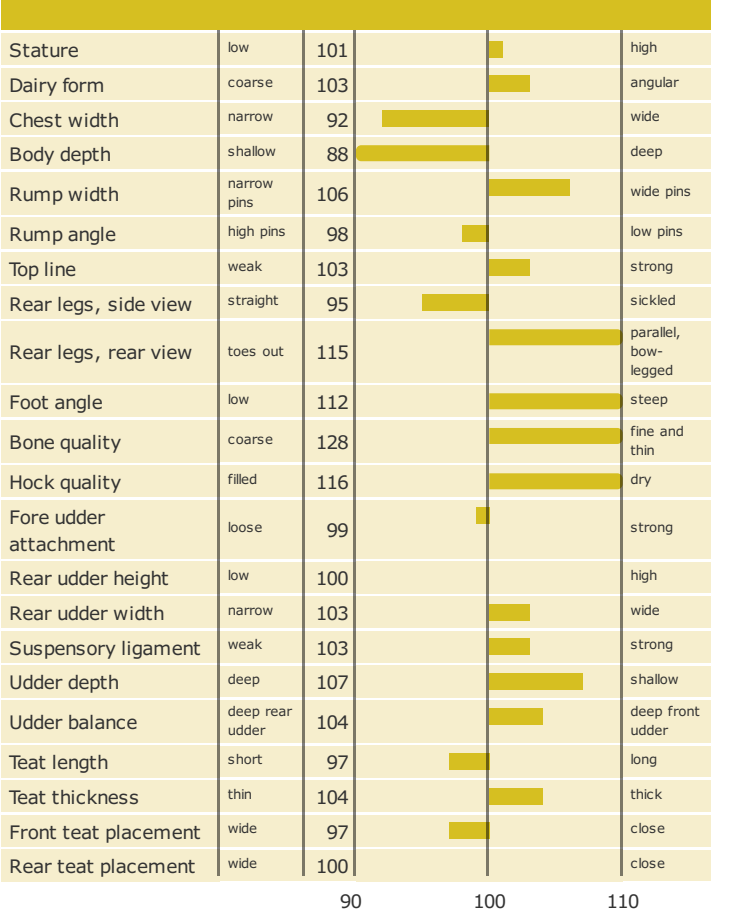 Stature low 101 high
Dairy form coarse 103 angular
Chest width narrow 92 wide
Body depth shallow 88 deep
Rump width narrow pins 106 wide pins
Rump angle high pins 98 low pins
Top line weak 103 strong
Rear legs, side view straight 95 sickled
Rear legs, rear view toes out 115 parallel, bow-legged
Foot angle low 112 steep
Bone quality coarse 128 fine and thin
Hock quality filled 116 dry
Fore udder attachment loose 99 strong
Rear udder height low 100 high
Rear udder width narrow 103 wide
Suspensory ligament weak 103 strong
Udder depth deep 107 shallow
Udder balance deep rear udder 104 deep front udder
Teat length short 97 long
Teat thickness thin 104 thick
Front teat placement wide 97 close
Rear teat placement wide 100 close
90 100 110